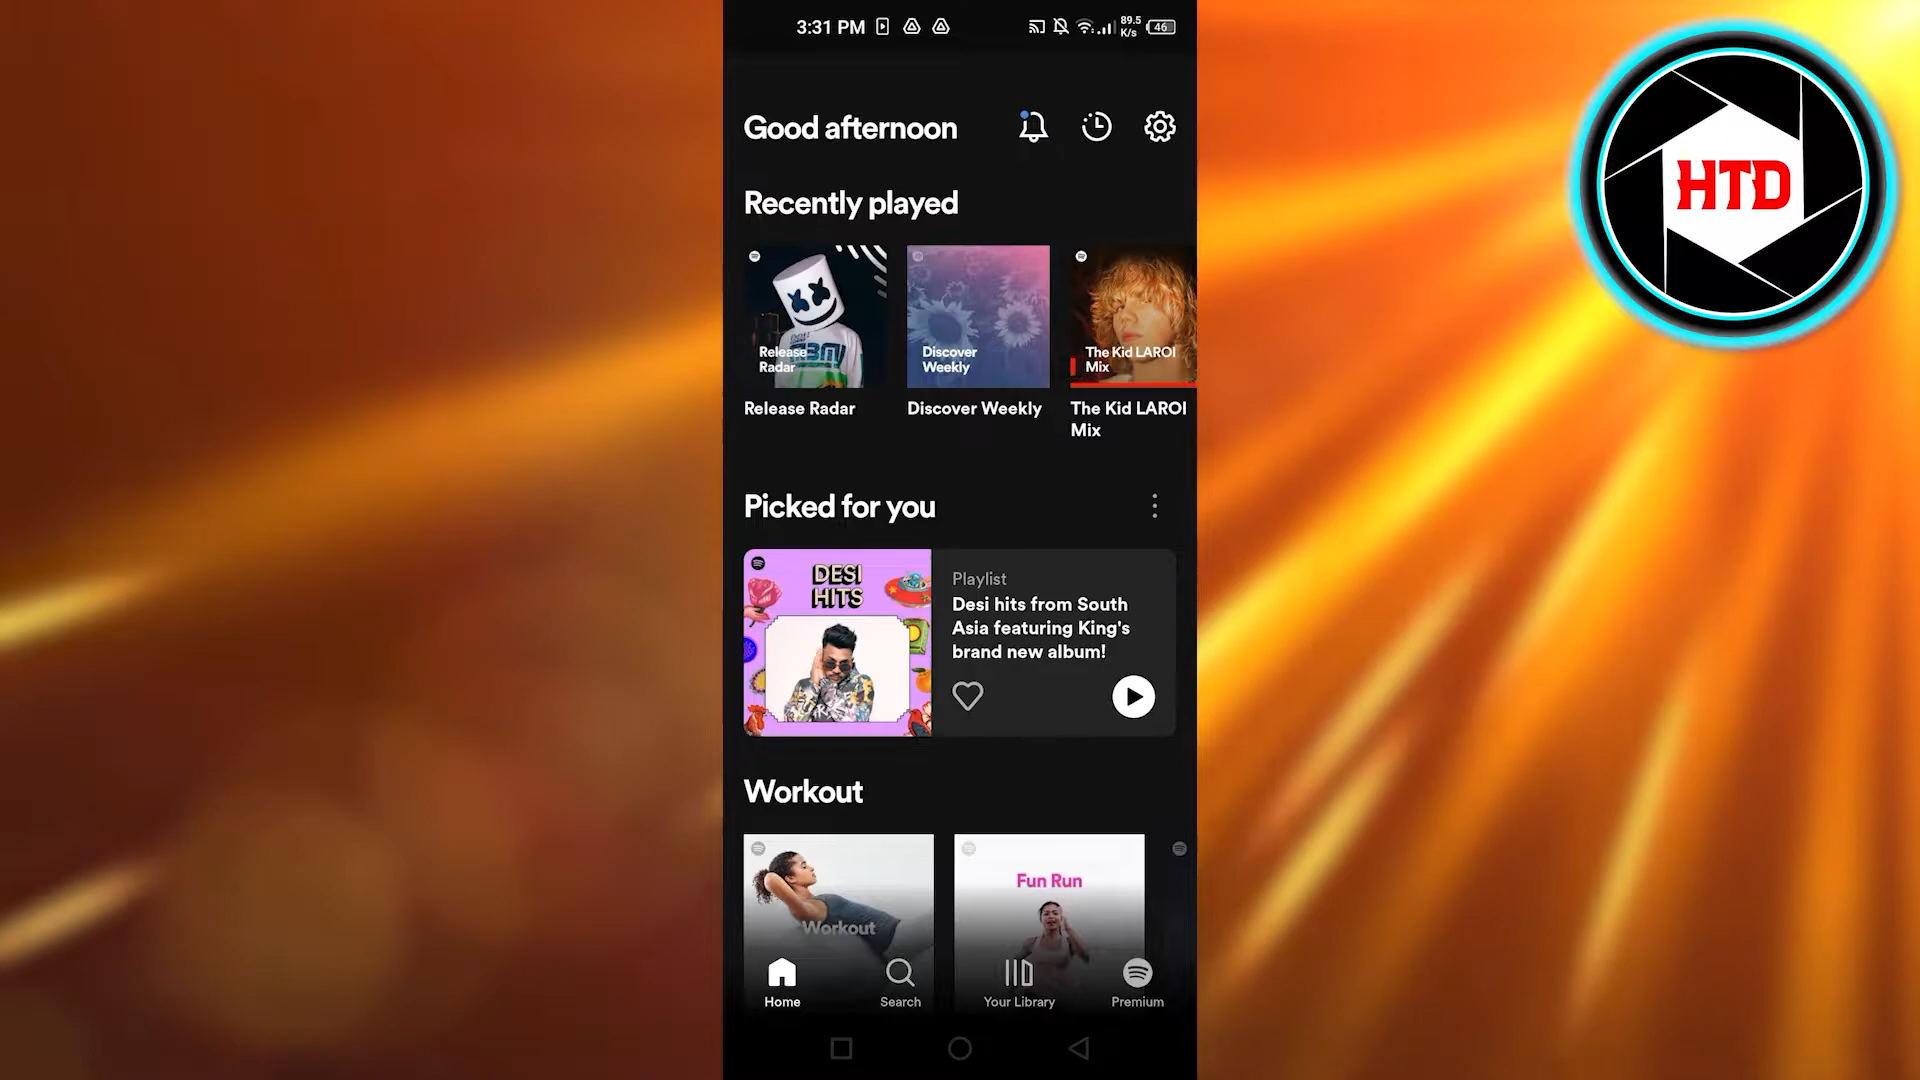 3:31 PM
89.5
K/s
46
HTD
Good afternoon
Recently played
Release
Radar
Discover
Weekly
The Kid LAROI
Mix
Release Radar
Discover Weekly
The Kid LAROI
Mix
Picked for you
DESI
HITS
Playlist
Desi hits from South
Asia featuring King's
brand new album!
Workout
Workout
Fun Run
Home
Search
Your Library
Premium